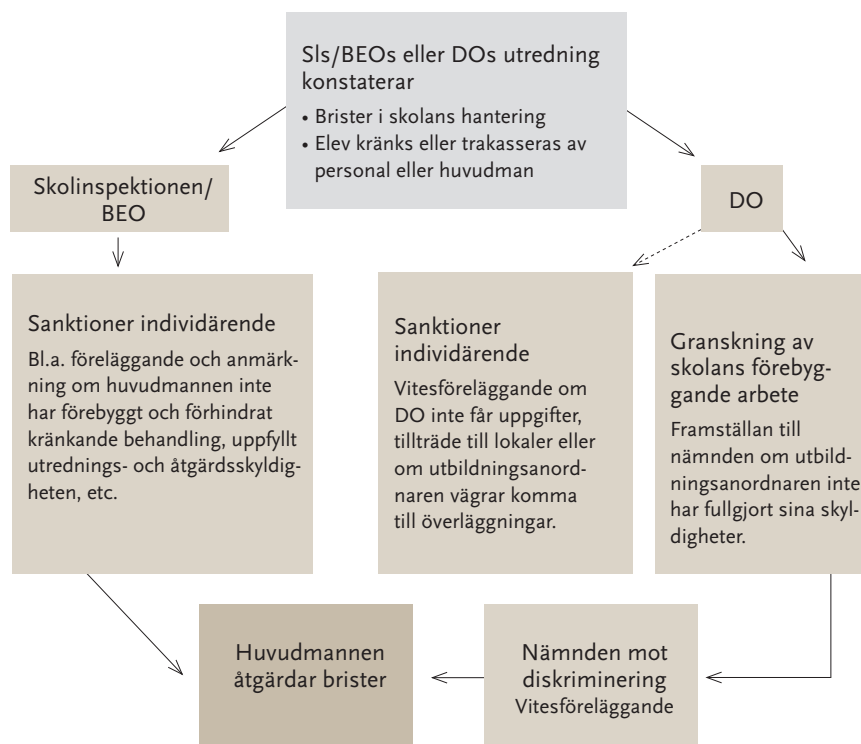 Sls/BEOs eller DOs utredning
konstaterar
• Brister i skolans hantering
• Elev kränks eller trakasseras av
personal eller huvudman
Skolinspektionen/
BEO
DO
Sanktioner individärende
Bl.a. föreläggande och anmärk-
ning om huvudmannen inte
har förebyggt och förhindrat
kränkande behandling, uppfyllt
utrednings- och åtgärdsskyldig-
heten, etc.
Sanktioner
individärende
Vitesföreläggande om
DO inte får uppgifter,
tillträde till lokaler eller
om utbildningsanord-
naren vägrar komma
till överläggningar.
Granskning av
skolans förebyg-
gande arbete
Framställan till
nämnden om utbild-
ningsanordnaren inte
har fullgjort sina skyl-
digheter.
Huvudmannen
åtgärdar brister
Nämnden mot
diskriminering
Vitesföreläggande